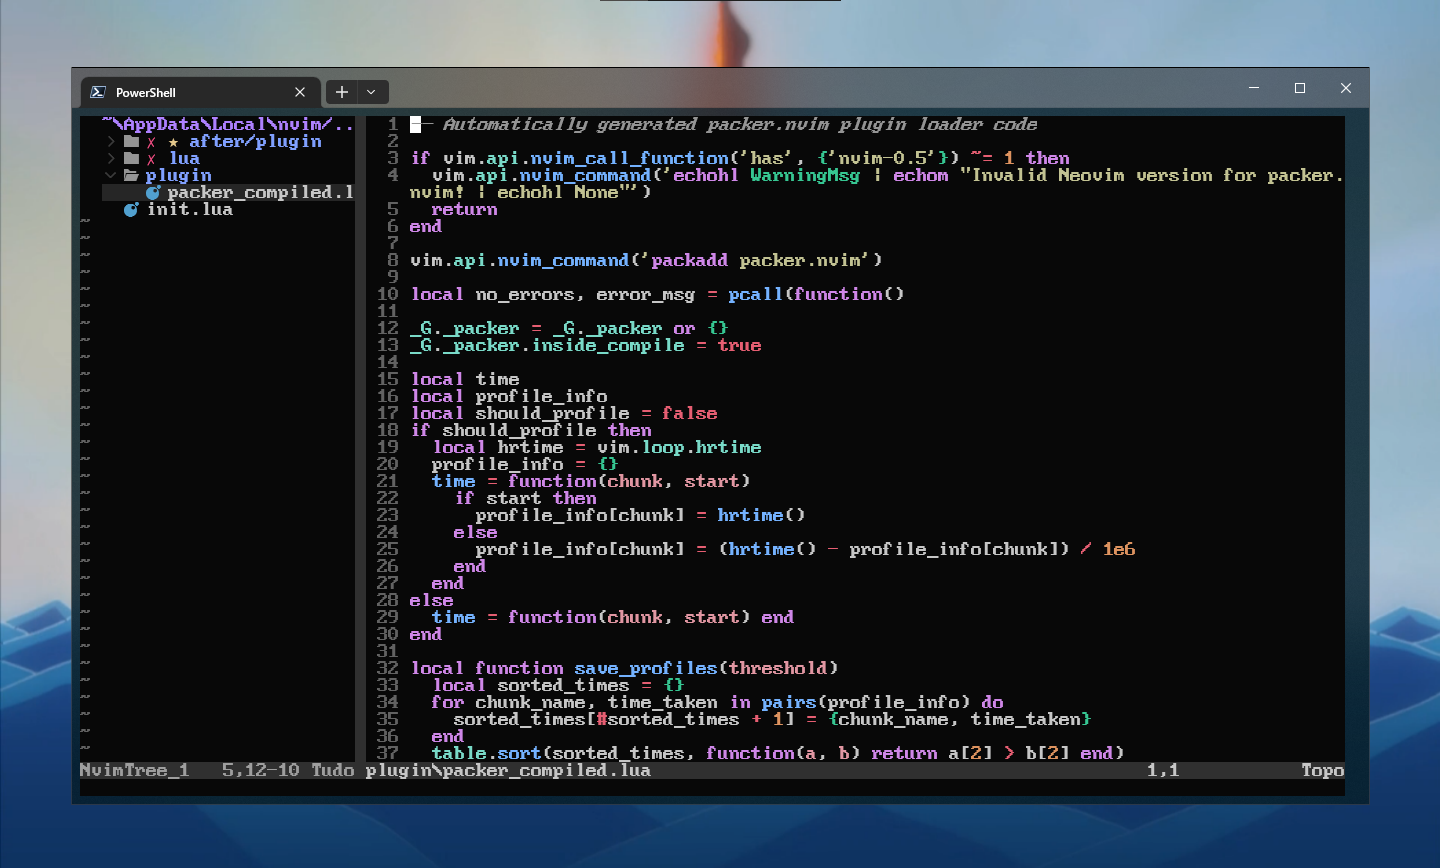 PowerShell
~\AppData\Local\nvim/..
✗ ★ after/plugin
✗ lua
plugin
packer_compiled.l
init.lua
1 -- Automatically generated packer.nvim plugin loader code
2
3 if vim.api.nvim_call_function('has', {'nvim-0.5'}) ~= 1 then
4   vim.api.nvim_command('echohl WarningMsg | echom "Invalid Neovim version for packer.
nvim! | echohl None"')
5   return
6 end
7
8 vim.api.nvim_command('packadd packer.nvim')
9
10 local no_errors, error_msg = pcall(function()
11
12 _G._packer = _G._packer or {}
13 _G._packer.inside_compile = true
14
15 local time
16 local profile_info
17 local should_profile = false
18 if should_profile then
19   local hrtime = vim.loop.hrtime
20   profile_info = {}
21   time = function(chunk, start)
22     if start then
23       profile_info[chunk] = hrtime()
24     else
25       profile_info[chunk] = (hrtime() - profile_info[chunk]) / 1e6
26     end
27   end
28 else
29   time = function(chunk, start) end
30 end
31
32 local function save_profiles(threshold)
33   local sorted_times = {}
34   for chunk_name, time_taken in pairs(profile_info) do
35     sorted_times[#sorted_times + 1] = {chunk_name, time_taken}
36   end
37   table.sort(sorted_times, function(a, b) return a[2] > b[2] end)
NvimTree_1   5,12-10 Tudo plugin\packer_compiled.lua   1,1   Topo